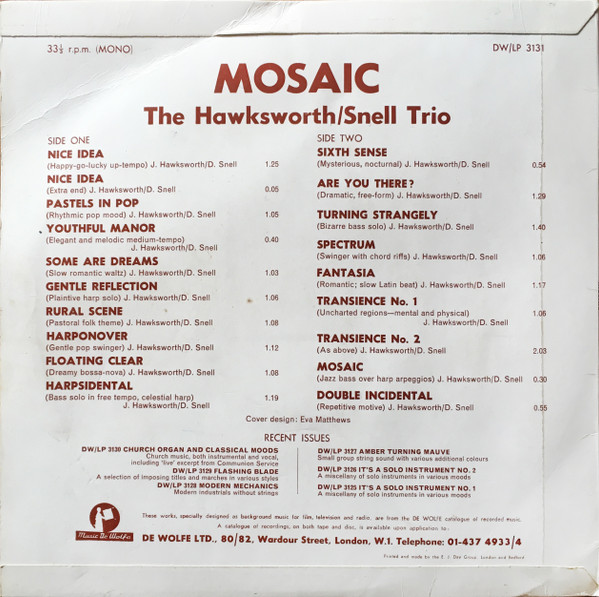 33⅓ r.p.m. (MONO)
DW/LP 3131
MOSAIC
The Hawksworth/Snell Trio
SIDE ONE
NICE IDEA
(Happy-go-lucky up-tempo) J. Hawksworth/D. Snell 1.25
NICE IDEA
(Extra end) J. Hawksworth/D. Snell 0.05
PASTELS IN POP
(Rhythmic pop mood) J. Hawksworth/D. Snell 1.05
YOUTHFUL MANOR
(Elegant and melodic medium-tempo) 0.40
J. Hawksworth/D. Snell
SOME ARE DREAMS
(Slow romantic waltz) J. Hawksworth/D. Snell 1.03
GENTLE REFLECTION
(Plaintive harp solo) J. Hawksworth/D. Snell 1.06
RURAL SCENE
(Pastoral folk theme) J. Hawksworth/D. Snell 1.08
HARPONOVER
(Gentle pop swinger) J. Hawksworth/D. Snell 1.12
FLOATING CLEAR
(Dreamy bossa-nova) J. Hawksworth/D. Snell 1.08
HARPSIDENTAL
(Bass solo in free tempo, celestial harp) 1.19
J. Hawksworth/D. Snell
SIDE TWO
SIXTH SENSE
(Mysterious, nocturnal) J. Hawksworth/D. Snell 0.54
ARE YOU THERE?
(Dramatic, free-form) J. Hawksworth/D. Snell 1.29
TURNING STRANGELY
(Bizarre bass solo) J. Hawksworth/D. Snell 1.40
SPECTRUM
(Swinger with chord riffs) J. Hawksworth/D. Snell 1.06
FANTASIA
(Romantic; slow Latin beat) J. Hawksworth/D. Snell 1.17
TRANSIENCE No. 1
(Uncharted regions—mental and physical) 1.06
J. Hawksworth/D. Snell
TRANSIENCE No. 2
(As above) J. Hawksworth/D. Snell 2.03
MOSAIC
(Jazz bass over harp arpeggios) J. Hawksworth/D. Snell 0.30
DOUBLE INCIDENTAL
(Repetitive motive) J. Hawksworth/D. Snell 0.55
Cover design: Eva Matthews
RECENT ISSUES
DW/LP 3130 CHURCH ORGAN AND CLASSICAL MOODS
Church music, both instrumental and vocal,
including 'live' excerpt from Communion Service
DW/LP 3129 FLASHING BLADE
A selection of imposing titles and marches in various styles
DW/LP 3128 MODERN MECHANICS
Modern industrials without strings
DW/LP 3127 AMBER TURNING MAUVE
Small group string sound with various additional colours
DW/LP 3126 IT'S A SOLO INSTRUMENT NO. 2
A miscellany of solo instruments in various moods
DW/LP 3125 IT'S A SOLO INSTRUMENT NO. 1
A miscellany of solo instruments in various moods
Music De Wolfe
These works, specially designed as background music for film, television and radio, are from the DE WOLFE catalogue of recorded music.
A catalogue of recordings, on both tape and disc, is available upon application to:
DE WOLFE LTD., 80/82, Wardour Street, London, W.1. Telephone: 01-437 4933/4
Printed and made by the E. J. Day Group, London and Bedford